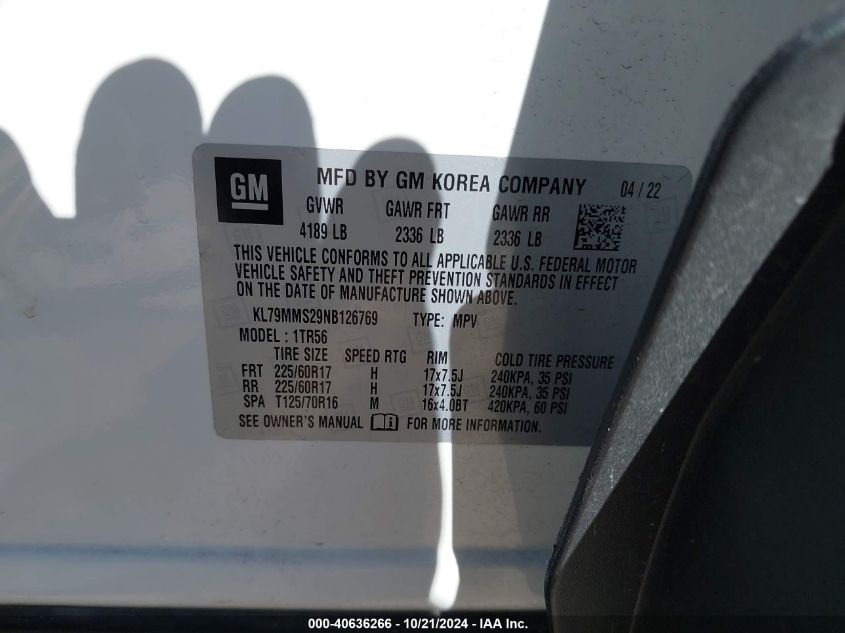 GM MFD BY GM KOREA COMPANY 04 / 22
GVWR GAWR FRT GAWR RR
4189 LB 2336 LB 2336 LB
THIS VEHICLE CONFORMS TO ALL APPLICABLE U.S. FEDERAL MOTOR
VEHICLE SAFETY AND THEFT PREVENTION STANDARDS IN EFFECT
ON THE DATE OF MANUFACTURE SHOWN ABOVE.
KL79MMS29NB126769 TYPE: MPV
MODEL : 1TR56
TIRE SIZE SPEED RTG RIM COLD TIRE PRESSURE
FRT 225/60R17 H 17x7.5J 240KPA, 35 PSI
RR 225/60R17 H 17x7.5J 240KPA, 35 PSI
SPA T125/70R16 M 16x4.0BT 420KPA, 60 PSI
SEE OWNER'S MANUAL FOR MORE INFORMATION.
000-40636266 - 10/21/2024 - IAA Inc.